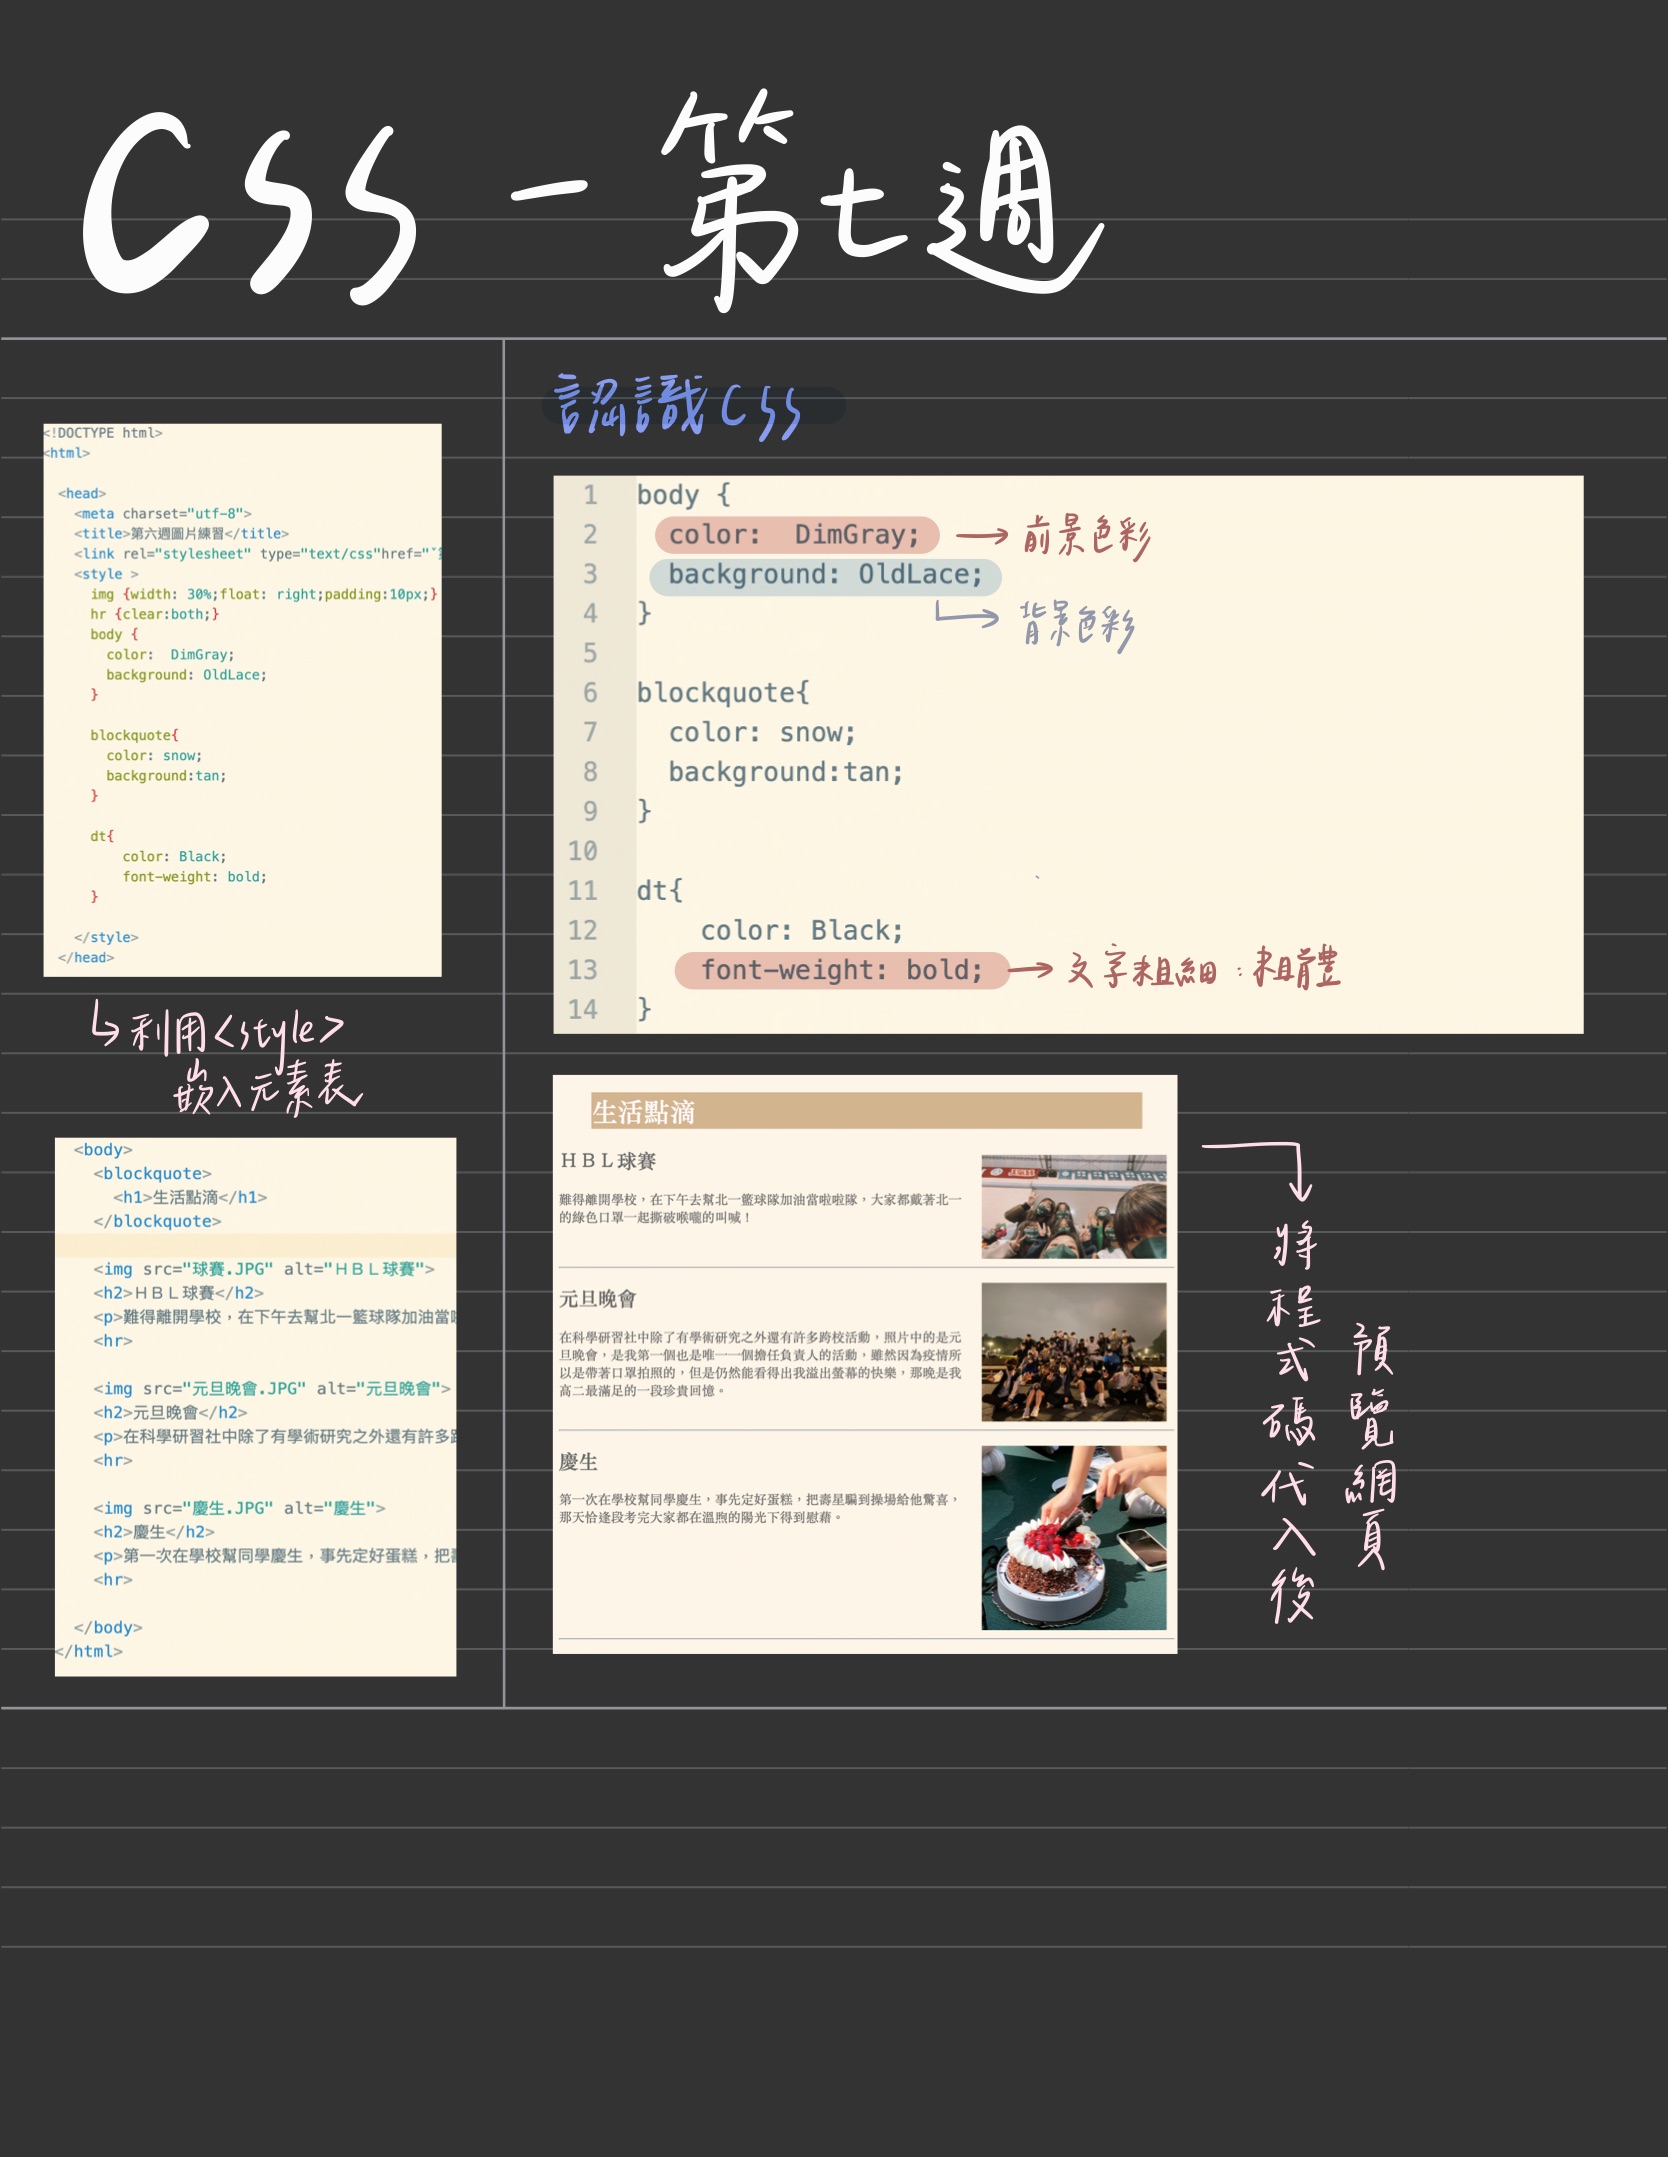 CSS - 第七週
<!DOCTYPE html>
<html>
<head>
<meta charset="utf-8">
<title>第六週圖片練習</title>
<link rel="stylesheet" type="text/css"href="
<style >
img {width: 30%;float: right;padding:10px;}
hr {clear:both;}
body {
color:  DimGray;
background: OldLace;
}
blockquote{
color: snow;
background:tan;
}
dt{
color: Black;
font-weight: bold;
}
</style>
</head>
利用<style>
嵌入元素表
<body>
<blockquote>
<h1>生活點滴</h1>
</blockquote>
<img src="球賽.JPG" alt="ＨＢＬ球賽">
<h2>ＨＢＬ球賽</h2>
<p>難得離開學校，在下午去幫北一籃球隊加油當
<hr>
<img src="元旦晚會.JPG" alt="元旦晚會">
<h2>元旦晚會</h2>
<p>在科學研習社中除了有學術研究之外還有許多
<hr>
<img src="慶生.JPG" alt="慶生">
<h2>慶生</h2>
<p>第一次在學校幫同學慶生，事先定好蛋糕，把
<hr>
</body>
</html>
認識CSS
1 body {
2 color:  DimGray; 前景色彩
3 background: OldLace;
4 } 背景色彩
5
6 blockquote{
7 color: snow;
8 background:tan;
9 }
10
11 dt{
12 color: Black;
13 font-weight: bold; 文字粗細:粗體
14 }
生活點滴
ＨＢＬ球賽
難得離開學校，在下午去幫北一籃球隊加油當啦啦隊，大家都戴著北一
的綠色口罩一起撕破喉嚨的叫喊！
元旦晚會
在科學研習社中除了有學術研究之外還有許多跨校活動，照片中的是元
旦晚會，是我第一個也是唯一一個擔任負責人的活動，雖然因為疫情所
以是帶著口罩拍照的，但是仍然能看得出我溢出螢幕的快樂，那晚是我
高二最滿足的一段珍貴回憶。
慶生
第一次在學校幫同學慶生，事先定好蛋糕，把壽星騙到操場給他驚喜，
那天恰逢段考完大家都在溫煦的陽光下得到慰藉。
將程式碼代入後
預覽網頁